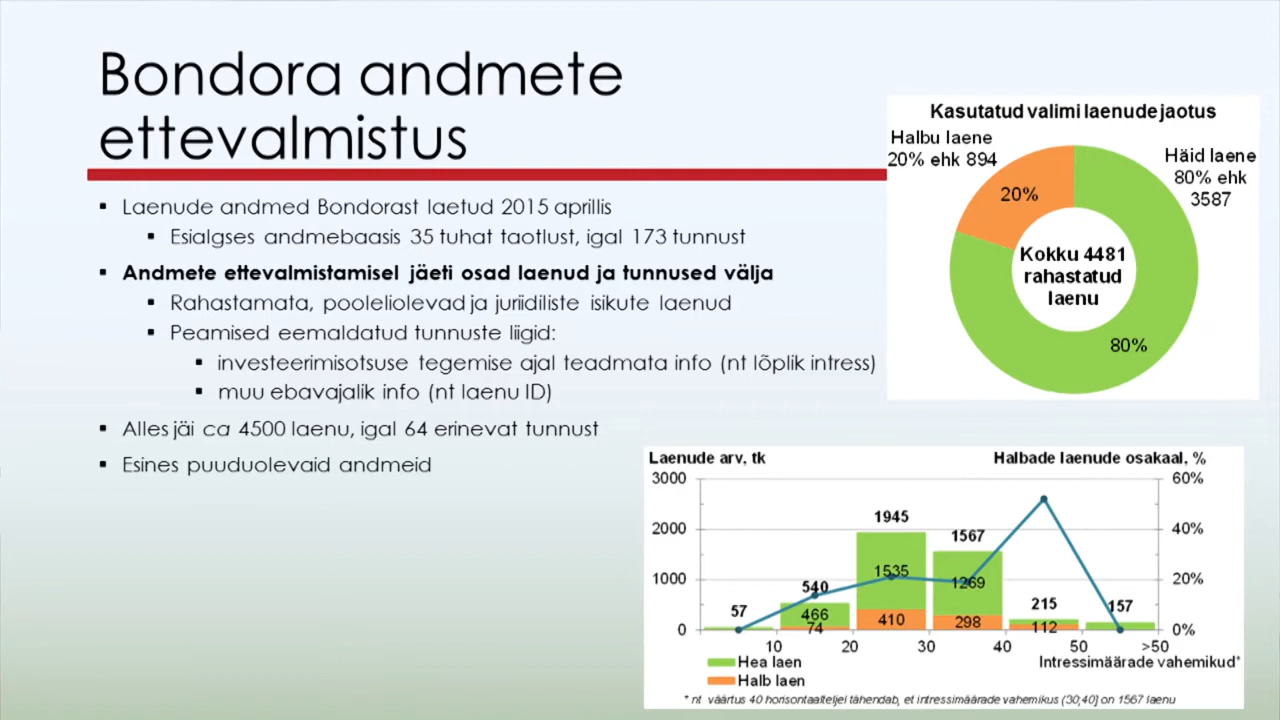 Bondora andmete
ettevalmistus
▪ Laenude andmed Bondorast laetud 2015 aprillis
▪ Esialgses andmebaasis 35 tuhat taotlust, igal 173 tunnust
▪ Andmete ettevalmistamisel jäeti osad laenud ja tunnused välja
▪ Rahastamata, pooleliolevad ja juriidiliste isikute laenud
▪ Peamised eemaldatud tunnuste liigid:
▪ investeerimisotsuse tegemise ajal teadmata info (nt lõplik intress)
▪ muu ebavajalik info (nt laenu ID)
▪ Alles jäi ca 4500 laenu, igal 64 erinevat tunnust
▪ Esines puuduolevaid andmeid
Kasutatud valimi laenude jaotus
Halbu laene
20% ehk 894
Häid laene
80% ehk
3587
20%
Kokku 4481
rahastatud
laenu
80%
Laenude arv, tk
Halbade laenude osakaal, %
3000 60%
1945
2000 40%
1567
1535
1000 20%
540 1269
57 466 215 157
410 298
74 112
0 0%
10 20 30 40 50 >50
Hea laen
Intressimäärade vahemikud*
Halb laen
* nt väärtus 40 horisontaalteljel tähendab, et intressimäärade vahemikus (30;40] on 1567 laenu